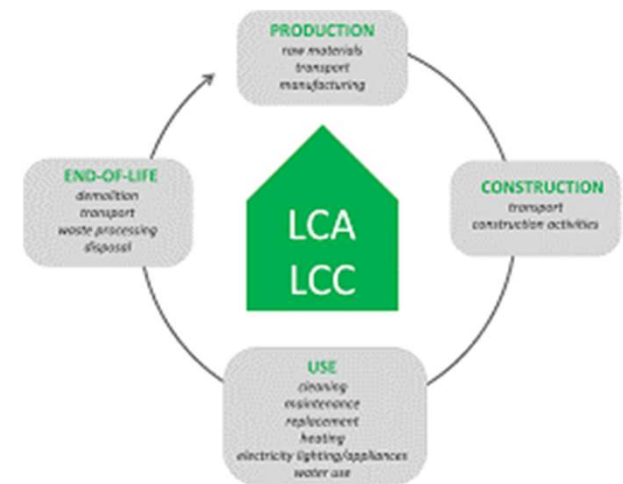 PRODUCTION
raw materials
transport
manufacturing
CONSTRUCTION
transport
construction activities
USE
cleaning
maintenance
replacement
heating
electricity lighting/appliances
water use
END-OF-LIFE
demolition
transport
waste processing
disposal
LCA
LCC